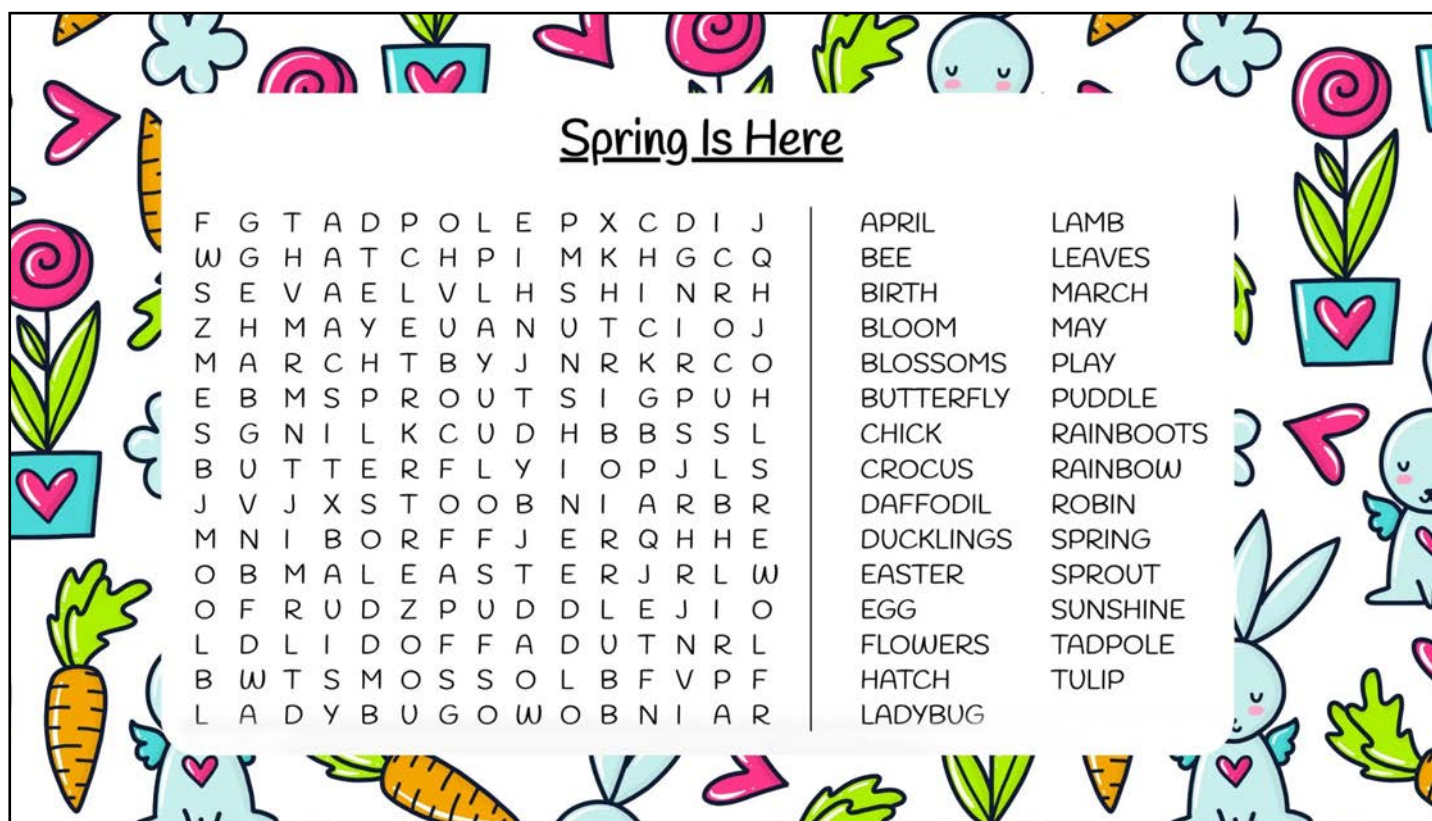 Spring Is Here
F G T A D P O L E P X C D I J
W G H A T C H P I M K H G C Q
S E V A E L V L H S H I N R H
Z H M A Y E U A N U T C I O J
M A R C H T B Y J N R K R C O
E B M S P R O U T S I G P U H
S G N I L K C U D H B B S S L
B U T T E R F L Y I O P J L S
J V J X S T O O B N I A R B R
M N I B O R F F J E R Q H H E
O B M A L E A S T E R J R L W
O F R U D Z P U D D L E J I O
L D L I D O F F A D U T N R L
B W T S M O S S O L B F V P F
L A D Y B U G O W O B N I A R
APRIL
BEE
BIRTH
BLOOM
BLOSSOMS
BUTTERFLY
CHICK
CROCUS
DAFFODIL
DUCKLINGS
EASTER
EGG
FLOWERS
HATCH
LADYBUG
LAMB
LEAVES
MARCH
MAY
PLAY
PUDDLE
RAINBOOTS
RAINBOW
ROBIN
SPRING
SPROUT
SUNSHINE
TADPOLE
TULIP